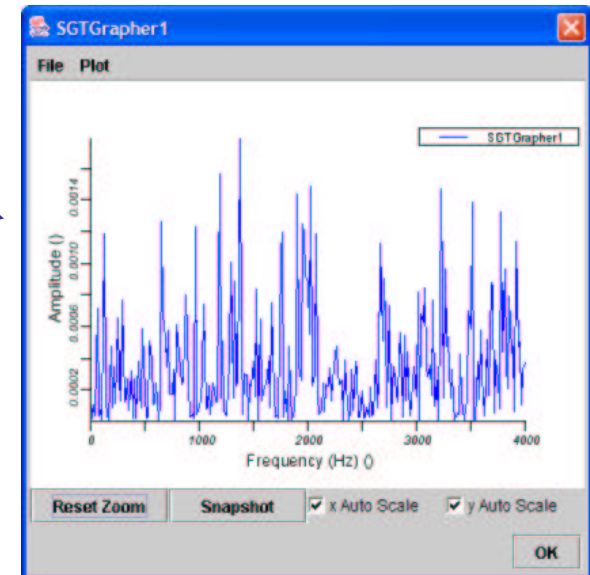 SGTGrapher1
File Plot
SGTGrapher1
Amplitude ()
0.0014
0.0010
0.0006
0.0002
0 1000 2000 3000 4000
Frequency (Hz) ()
Reset Zoom Snapshot x Auto Scale y Auto Scale
OK